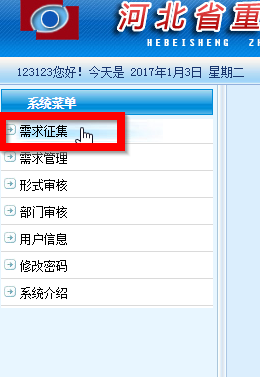 河北省重
HEBEISHENG Z
123123您好！今天是 2017年1月3日 星期二
系统菜单
需求征集
需求管理
形式审核
部门审核
用户信息
修改密码
系统介绍